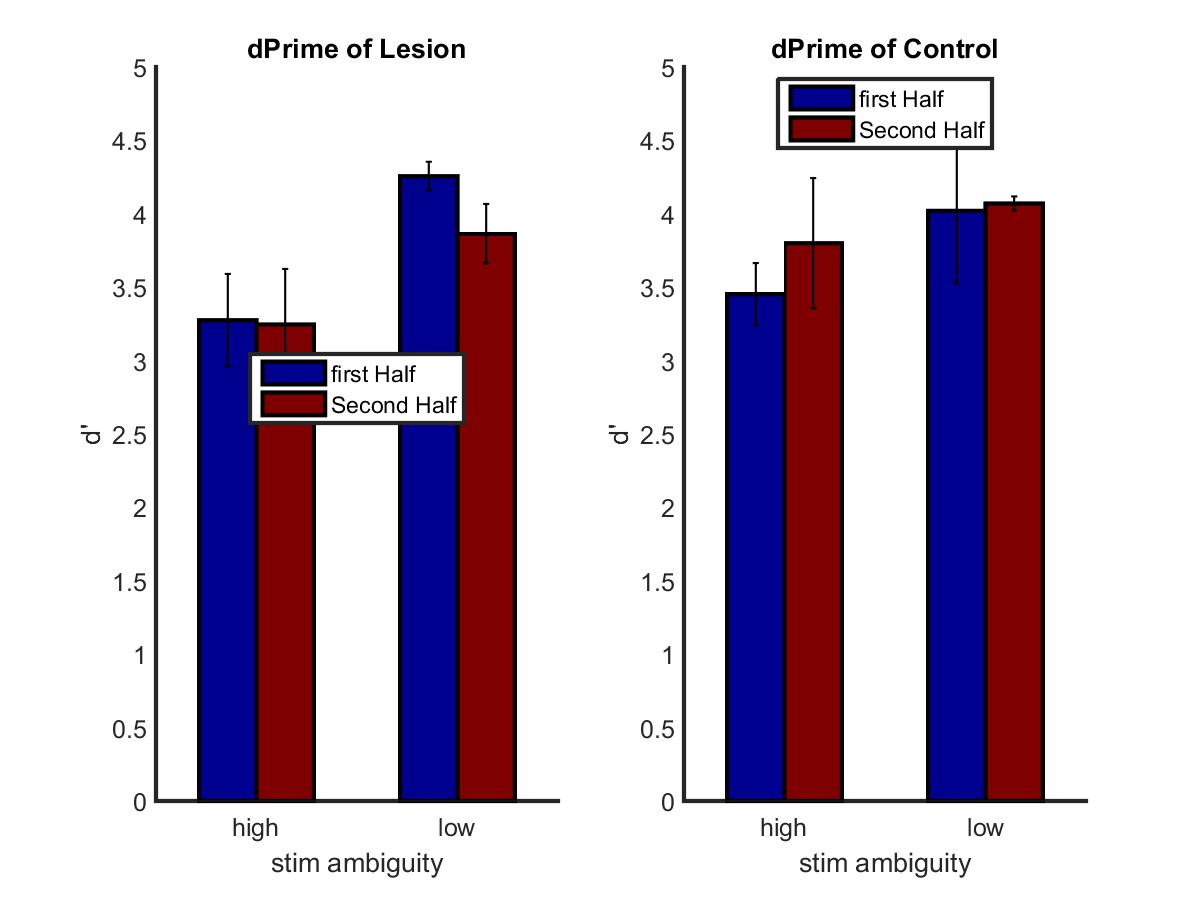 dPrime of Lesion
5
4.5
4
3.5
3
2.5
2
1.5
1
0.5
0
d'
first Half
Second Half
high
low
stim ambiguity
dPrime of Control
5
4.5
4
3.5
3
2.5
2
1.5
1
0.5
0
d'
first Half
Second Half
high
low
stim ambiguity